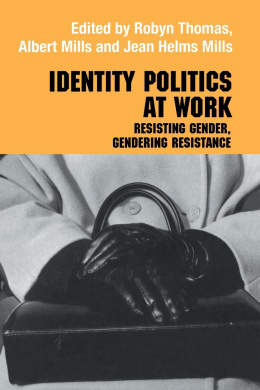 Edited by Robyn Thomas,
Albert Mills and Jean Helms Mills
IDENTITY POLITICS
AT WORK
RESISTING GENDER,
GENDERING RESISTANCE